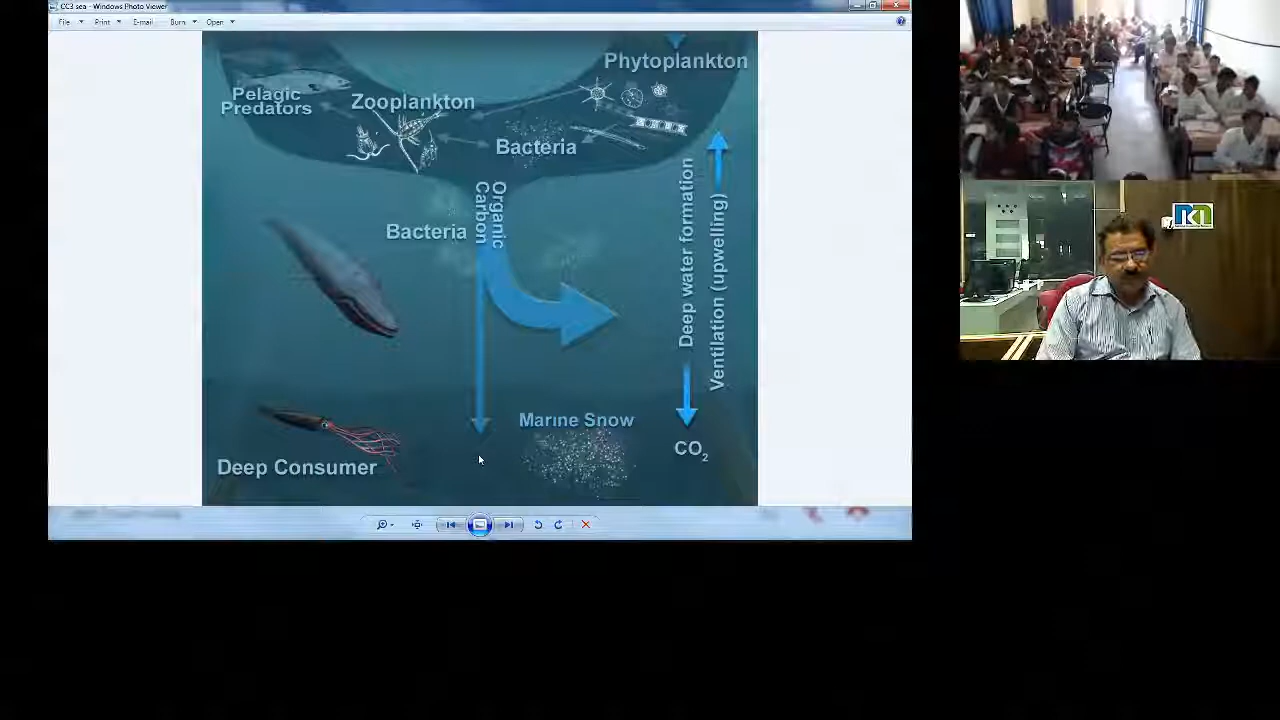 CC3 sea - Windows Photo Viewer
File
Print
E-mail
Burn
Open
Phytoplankton
Pelagic
Predators
Zooplankton
Bacteria
Organic
Carbon
Bacteria
Deep water formation
Ventilation (upwelling)
Marine Snow
CO₂
Deep Consumer